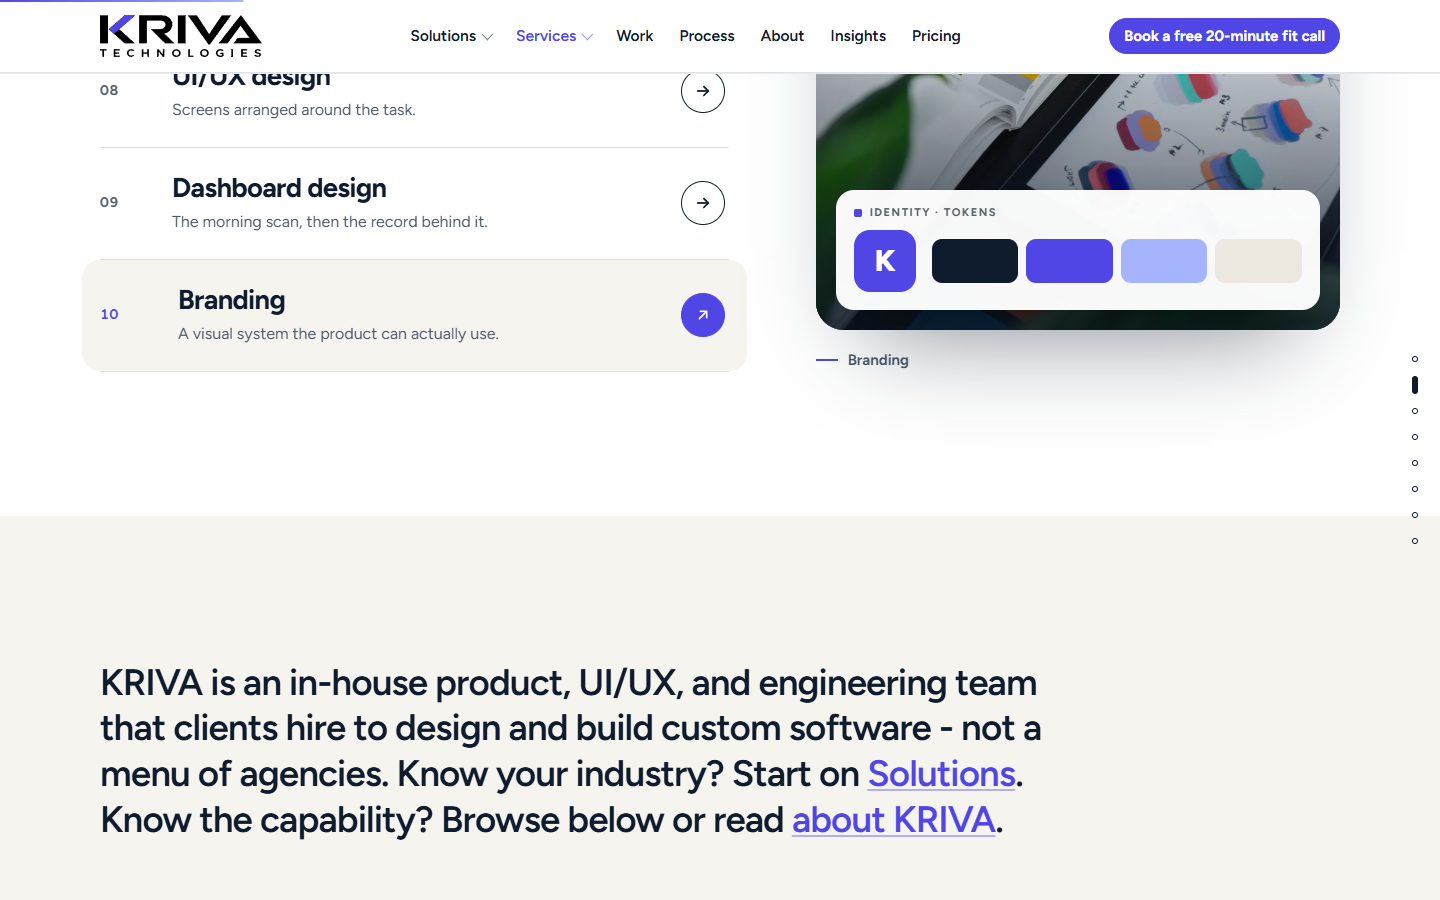 KRIVA
TECHNOLOGIES
Solutions
Services
Work
Process
About
Insights
Pricing
Book a free 20-minute fit call
08
UI/UX design
Screens arranged around the task.
09
Dashboard design
The morning scan, then the record behind it.
10
Branding
A visual system the product can actually use.
IDENTITY · TOKENS
K
Branding
KRIVA is an in-house product, UI/UX, and engineering team
that clients hire to design and build custom software - not a
menu of agencies. Know your industry? Start on Solutions.
Know the capability? Browse below or read about KRIVA.